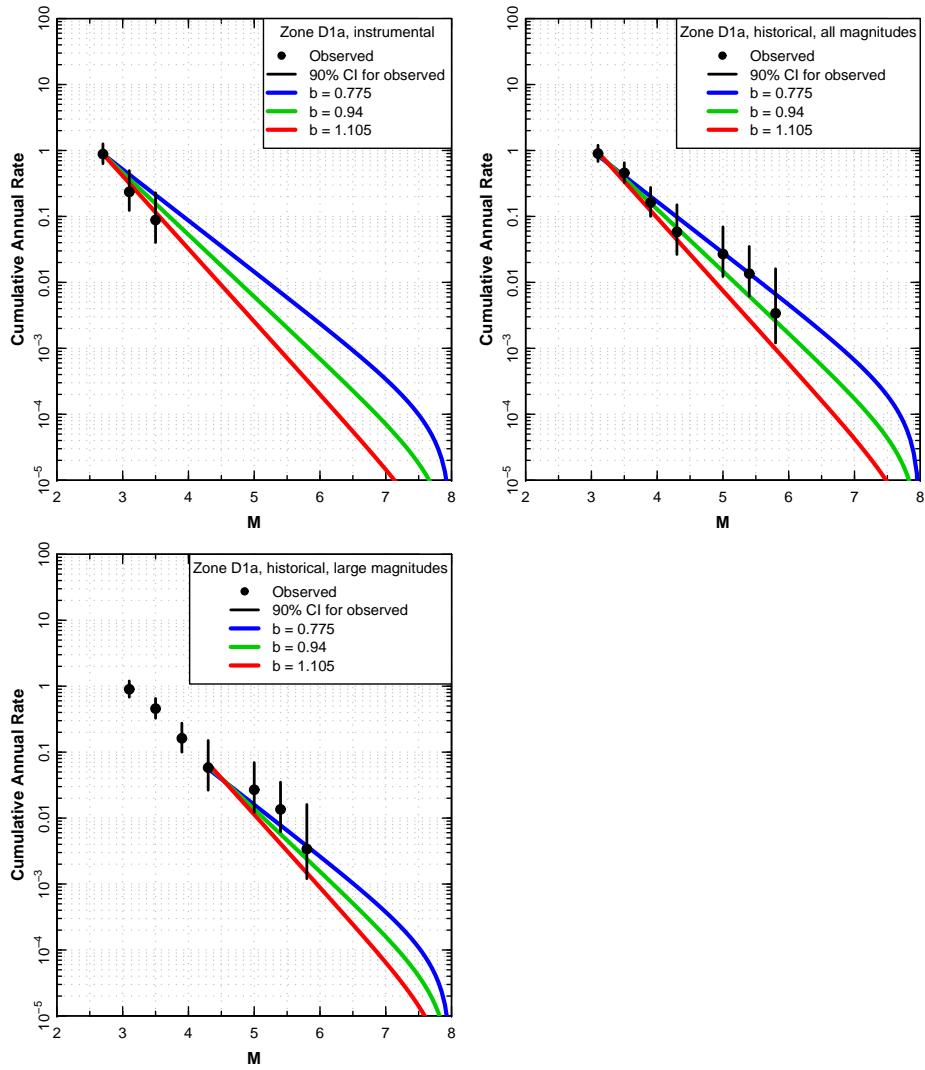 Zone D1a, instrumental
Observed
90% CI for observed
b = 0.775
b = 0.94
b = 1.105
Cumulative Annual Rate
100
10
1
0.1
0.01
10⁻³
10⁻⁴
10⁻⁵
2 3 4 5 6 7 8
M
Zone D1a, historical, all magnitudes
Observed
90% CI for observed
b = 0.775
b = 0.94
b = 1.105
Cumulative Annual Rate
100
10
1
0.1
0.01
10⁻³
10⁻⁴
10⁻⁵
2 3 4 5 6 7 8
M
Zone D1a, historical, large magnitudes
Observed
90% CI for observed
b = 0.775
b = 0.94
b = 1.105
Cumulative Annual Rate
100
10
1
0.1
0.01
10⁻³
10⁻⁴
10⁻⁵
2 3 4 5 6 7 8
M